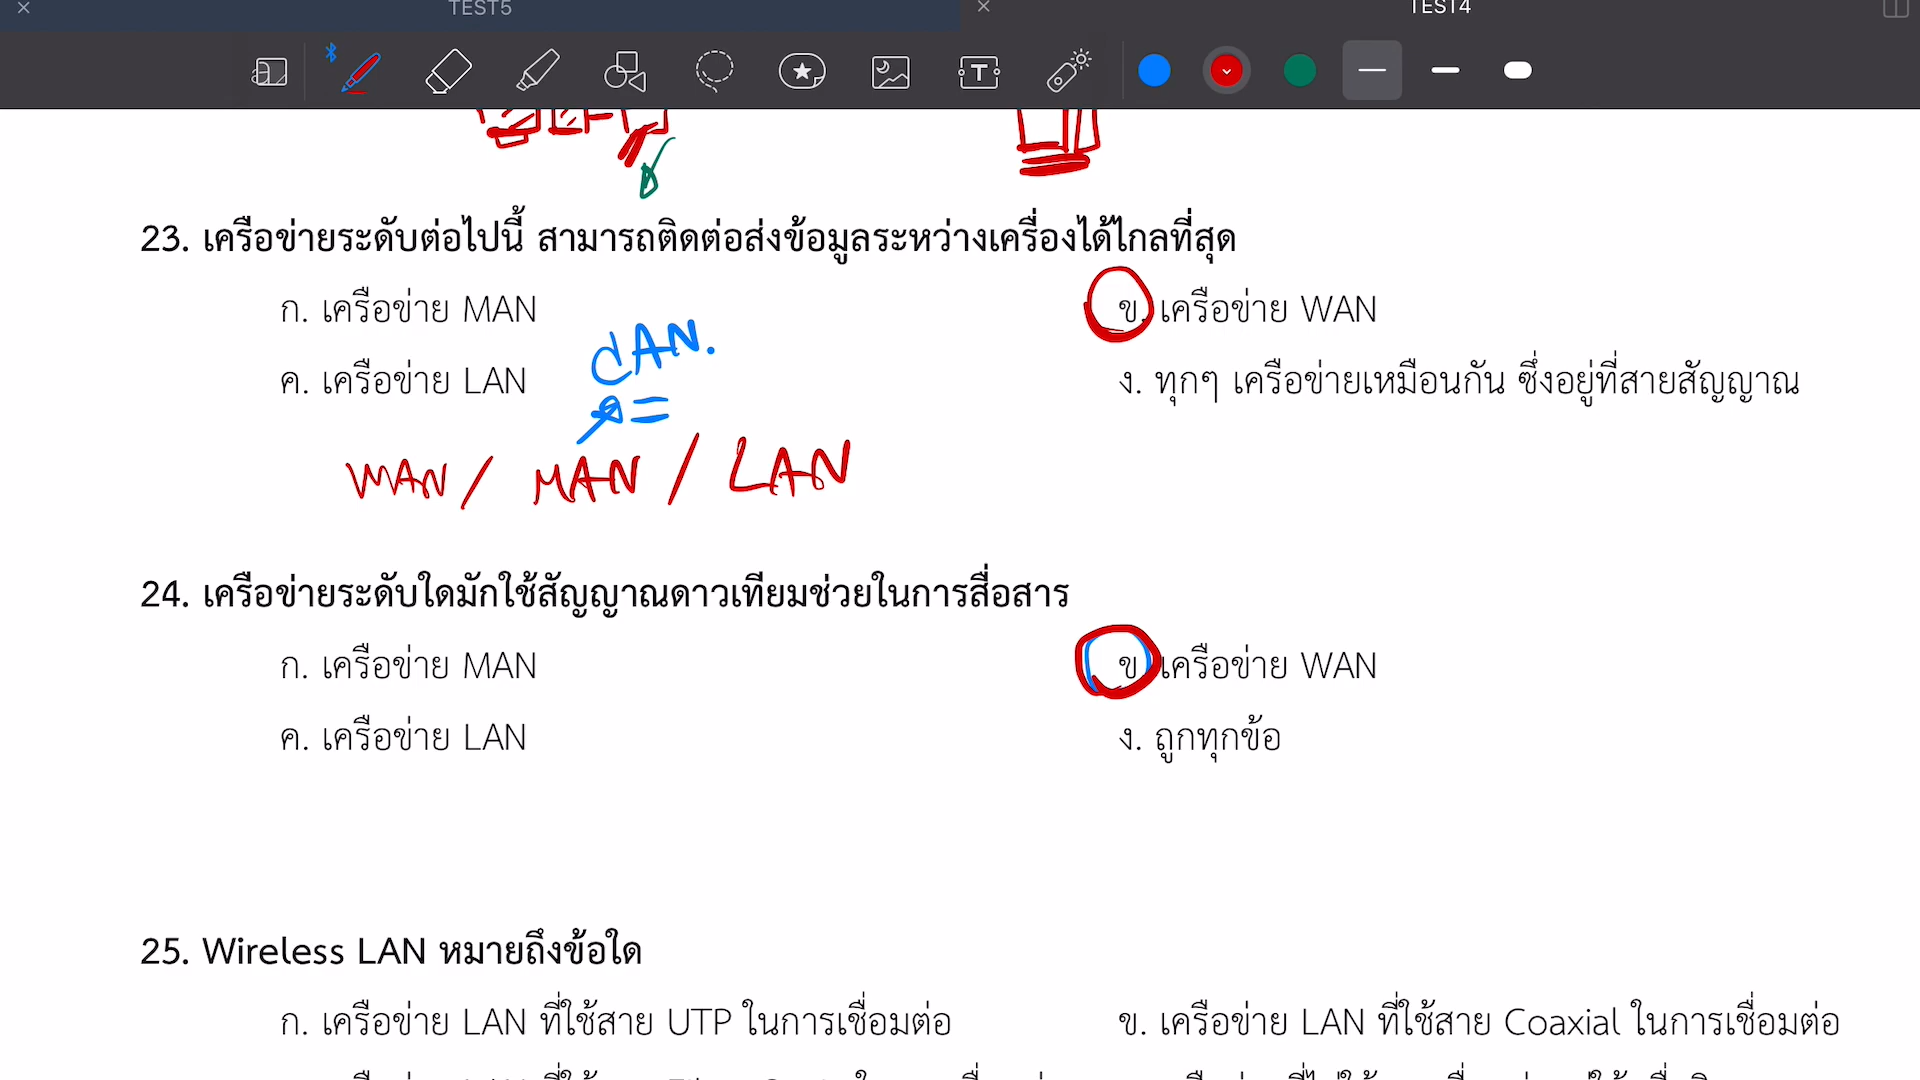 TEST5
TEST4
23. เครือข่ายระดับต่อไปนี้ สามารถติดต่อส่งข้อมูลระหว่างเครื่องได้ไกลที่สุด
ก. เครือข่าย MAN
ข. เครือข่าย WAN
CAN.
ค. เครือข่าย LAN
ง. ทุกๆ เครือข่ายเหมือนกัน ซึ่งอยู่ที่สายสัญญาณ
WAN / MAN / LAN
24. เครือข่ายระดับใดมักใช้สัญญาณดาวเทียมช่วยในการสื่อสาร
ก. เครือข่าย MAN
ข. เครือข่าย WAN
ค. เครือข่าย LAN
ง. ถูกทุกข้อ
25. Wireless LAN หมายถึงข้อใด
ก. เครือข่าย LAN ที่ใช้สาย UTP ในการเชื่อมต่อ
ข. เครือข่าย LAN ที่ใช้สาย Coaxial ในการเชื่อมต่อ